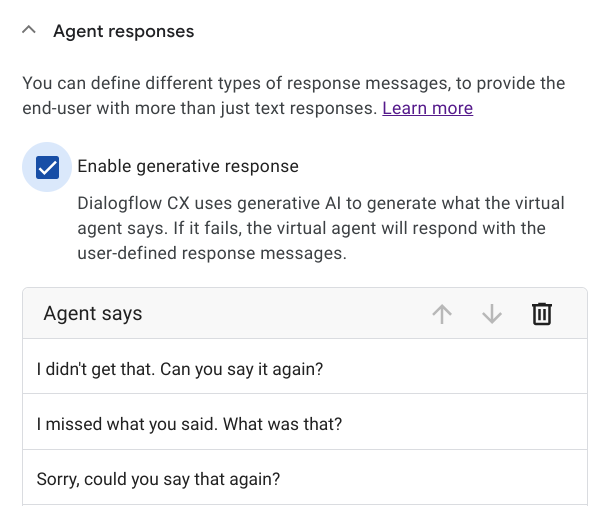 Agent responses
You can define different types of response messages, to provide the
end-user with more than just text responses. Learn more
Enable generative response
Dialogflow CX uses generative AI to generate what the virtual
agent says. If it fails, the virtual agent will respond with the
user-defined response messages.
Agent says
I didn't get that. Can you say it again?
I missed what you said. What was that?
Sorry, could you say that again?